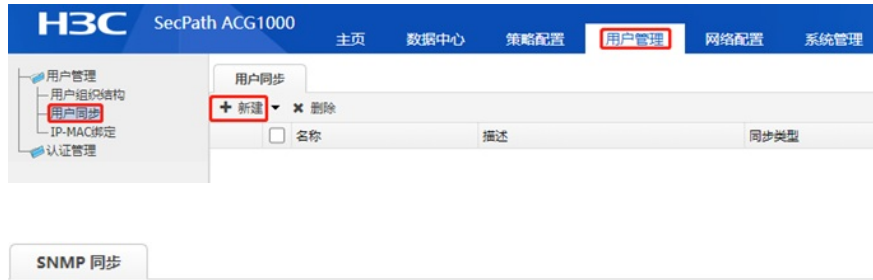 H3C SecPath ACG1000
主页 数据中心 策略配置 用户管理 网络配置 系统管理
用户管理
用户组织结构
用户同步
IP-MAC绑定
认证管理
用户同步
新建 删除
名称 描述 同步类型
SNMP 同步